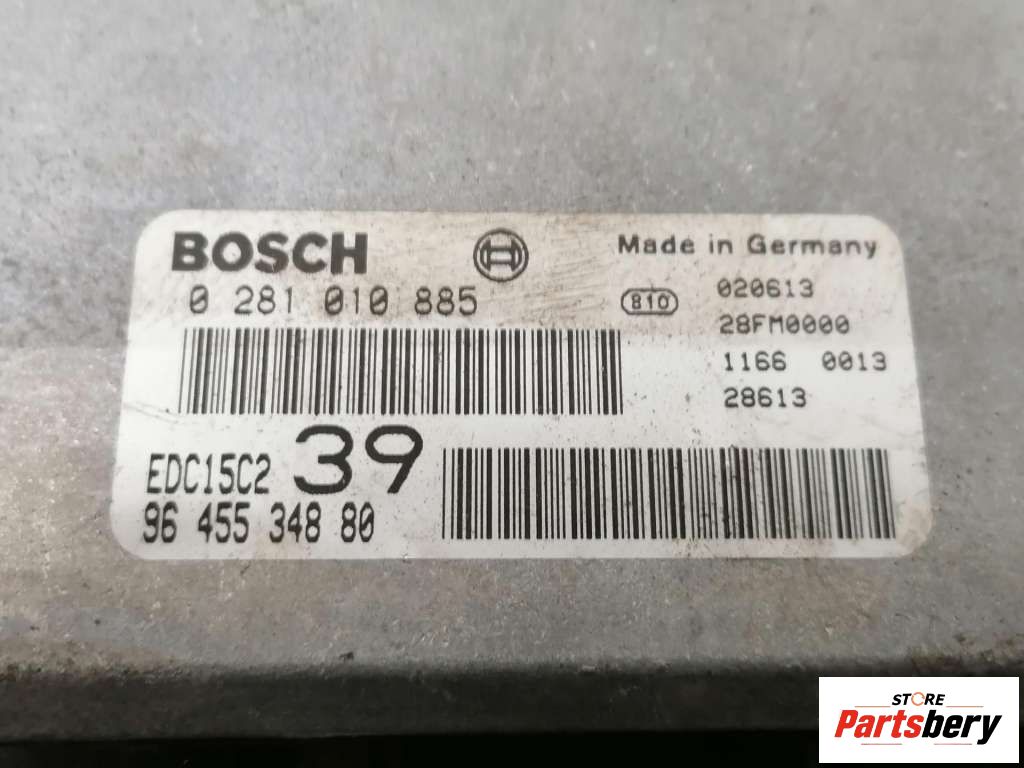 BOSCH
Made in Germany
0 281 010 885
810
020613
28FM0000
1166 0013
28613
EDC15C2 39
96 455 348 80
STORE
Partsbery